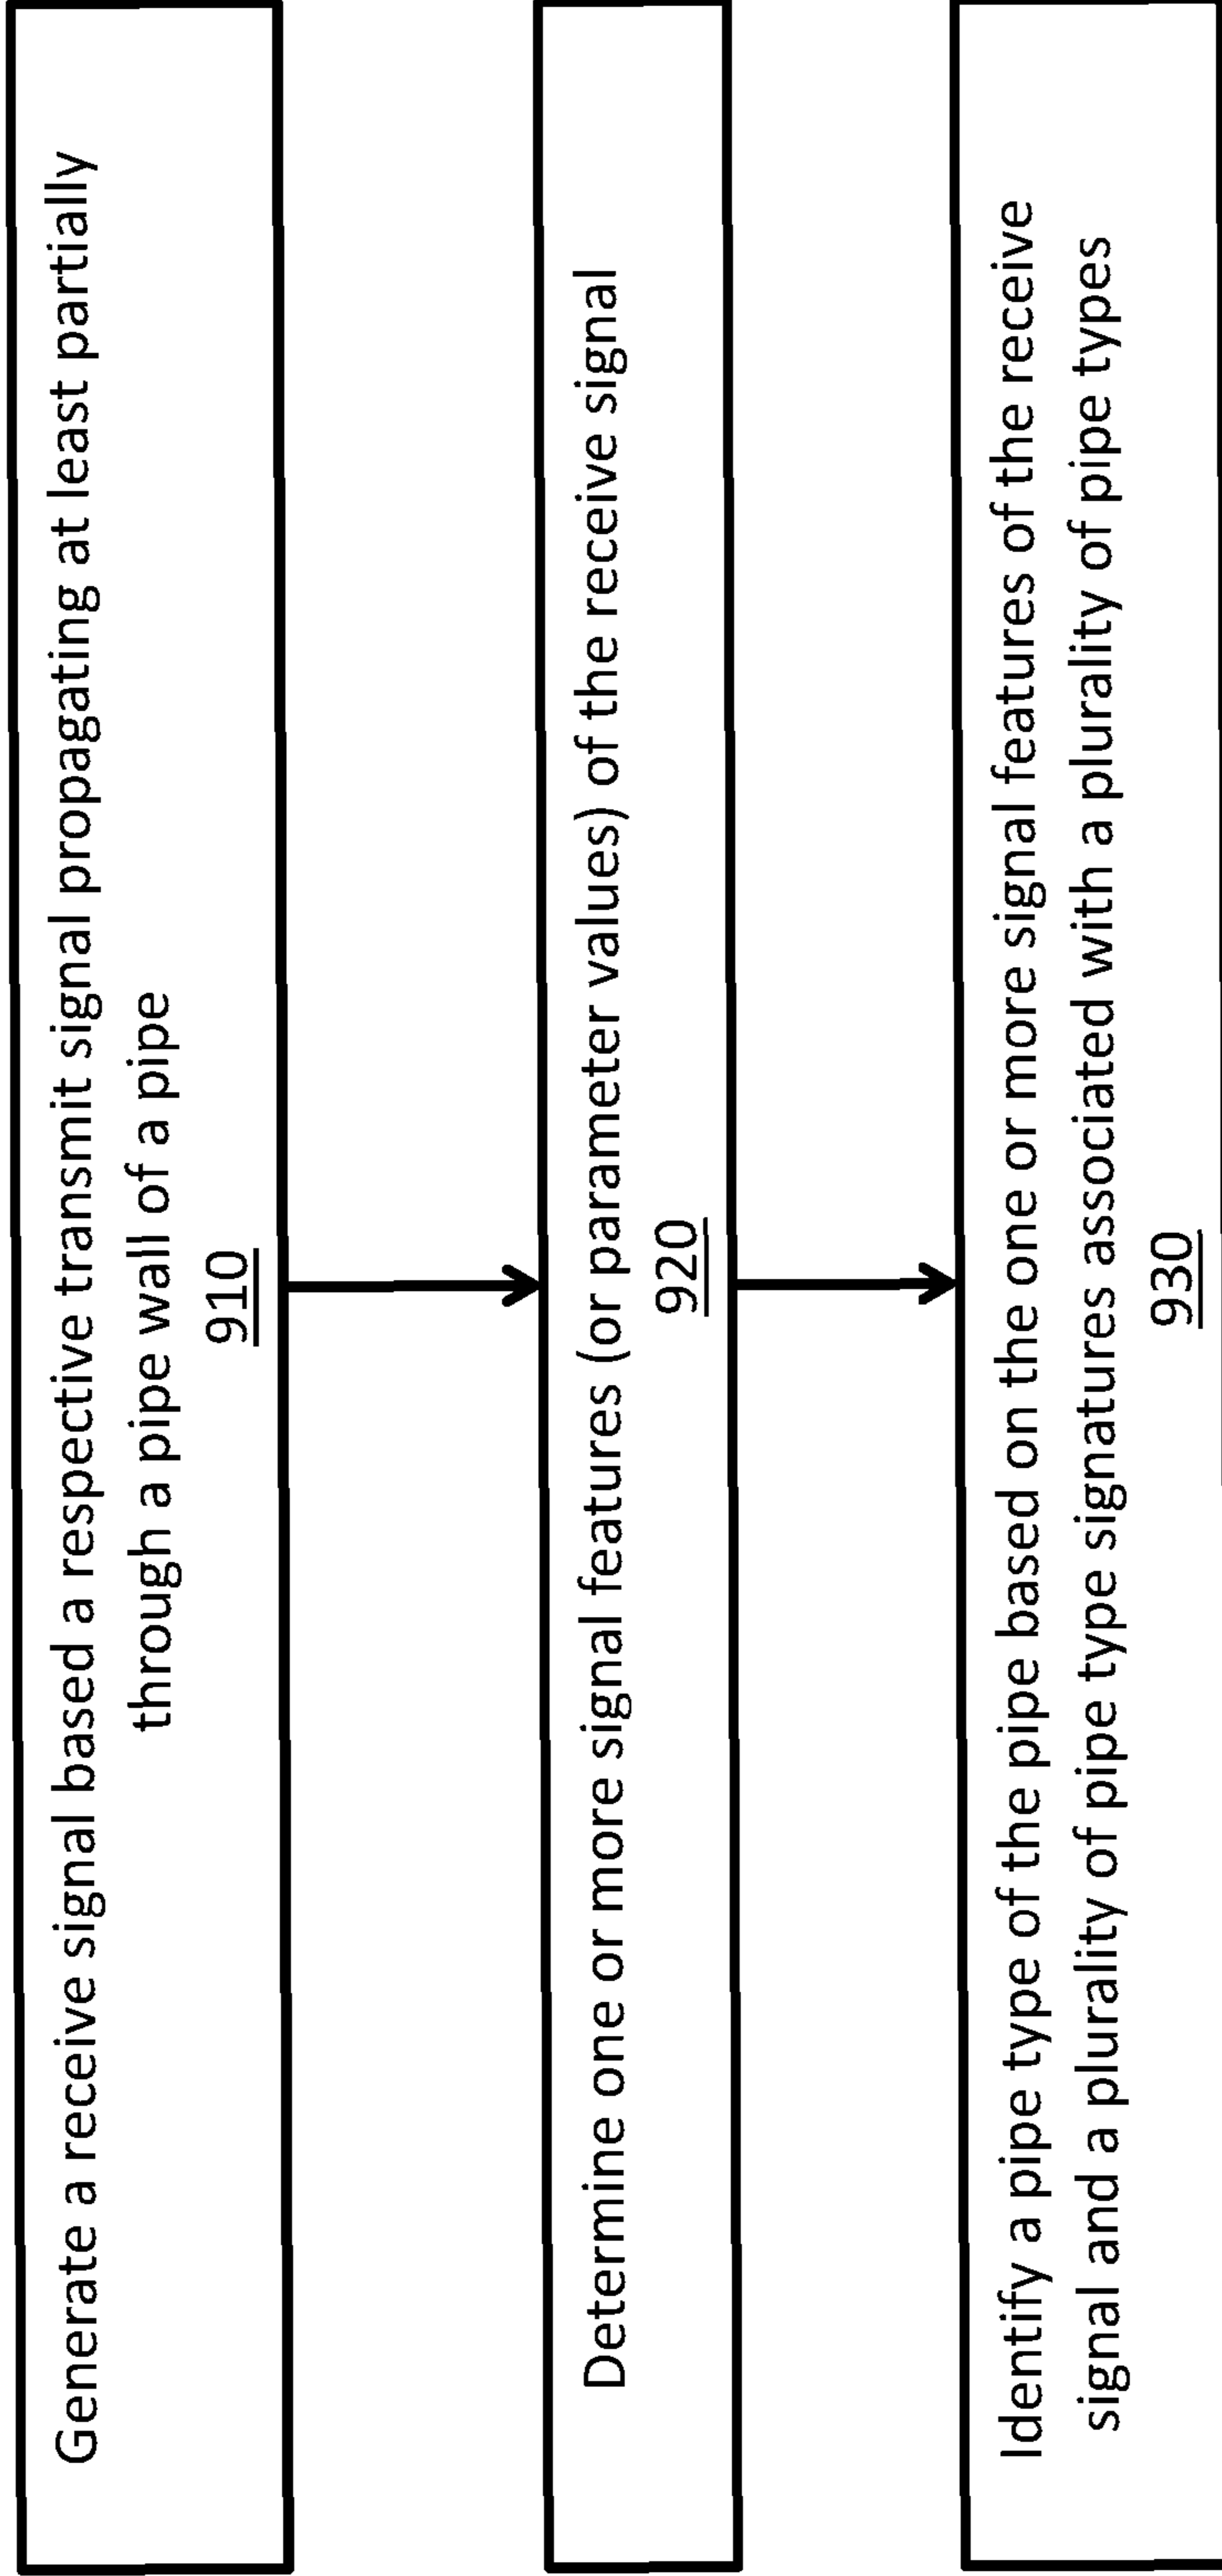 Generate a receive signal based a respective transmit signal propagating at least partially
through a pipe wall of a pipe
910
Determine one or more signal features (or parameter values) of the receive signal
920
Identify a pipe type of the pipe based on the one or more signal features of the receive
signal and a plurality of pipe type signatures associated with a plurality of pipe types
930